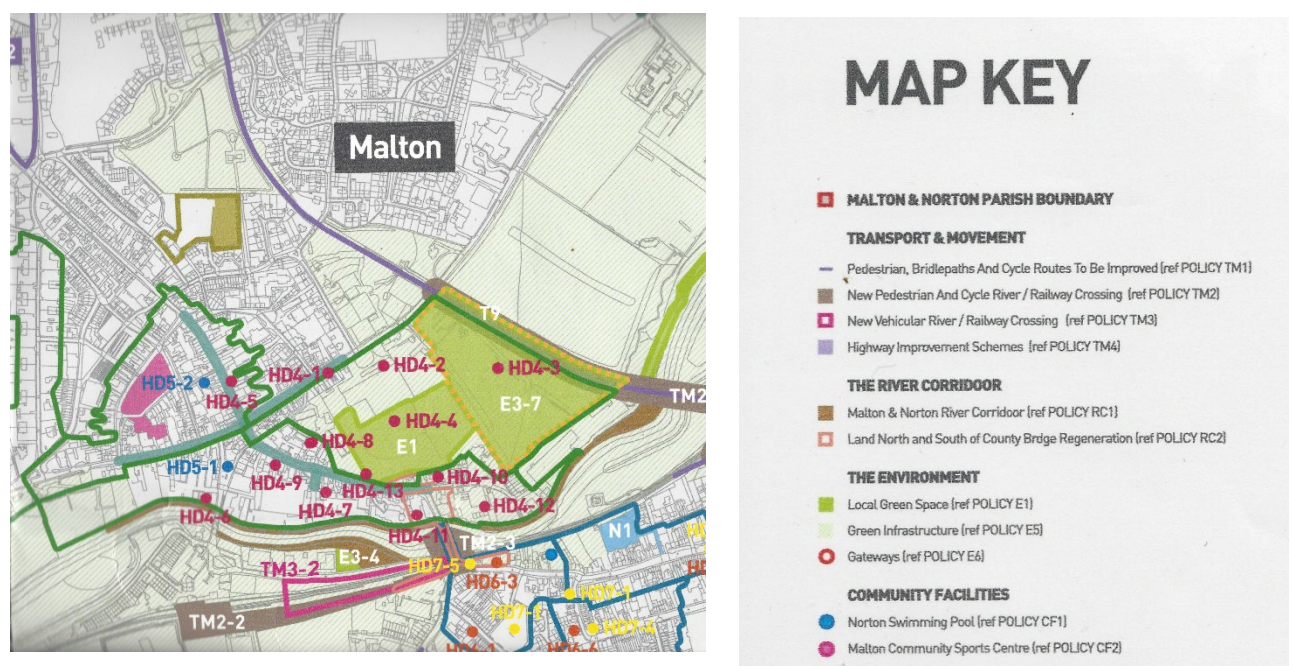 2
Malton
T9
HD4-2
HD4-1
HD4-3
HD5-2
HD4-5
TM2
E3-7
HD4-4
E1
HD4-8
HD5-1
HD4-9
HD4-10
HD4-13
HD4-7
HD4-12
HD4-6
HD4-11
N1
TM2-3
E3-4
TM3-2
HD7-5
HD6-3
HD7-1
TM2-2
HD7-1
HD7-4
MAP KEY
MALTON & NORTON PARISH BOUNDARY
TRANSPORT & MOVEMENT
Pedestrian, Bridlepaths And Cycle Routes To Be Improved (ref POLICY TM1)
New Pedestrian And Cycle River / Railway Crossing (ref POLICY TM2)
New Vehicular River / Railway Crossing (ref POLICY TM3)
Highway Improvement Schemes (ref POLICY TM4)
THE RIVER CORRIDOOR
Malton & Norton River Corridor (ref POLICY RC1)
Land North and South of County Brdge Regeneration (ref POLICY RC2)
THE ENVIRONMENT
Local Green Space (ref POLICY E1)
Green Infrastructure (ref POLICY E5)
Gateways (ref POLICY E6)
COMMUNITY FACILITIES
Norton Swimming Pool (ref POLICY CF1)
Malton Community Sports Centre (ref POLICY CF2)